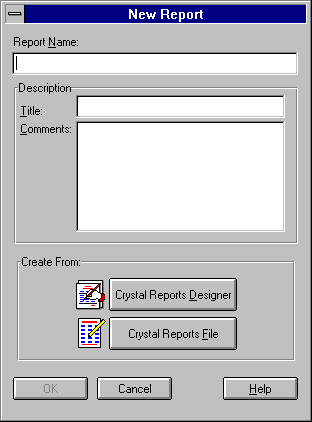 New Report
Report Name:
Description
Title:
Comments:
Create From:
Crystal Reports Designer
Crystal Reports File
OK Cancel Help